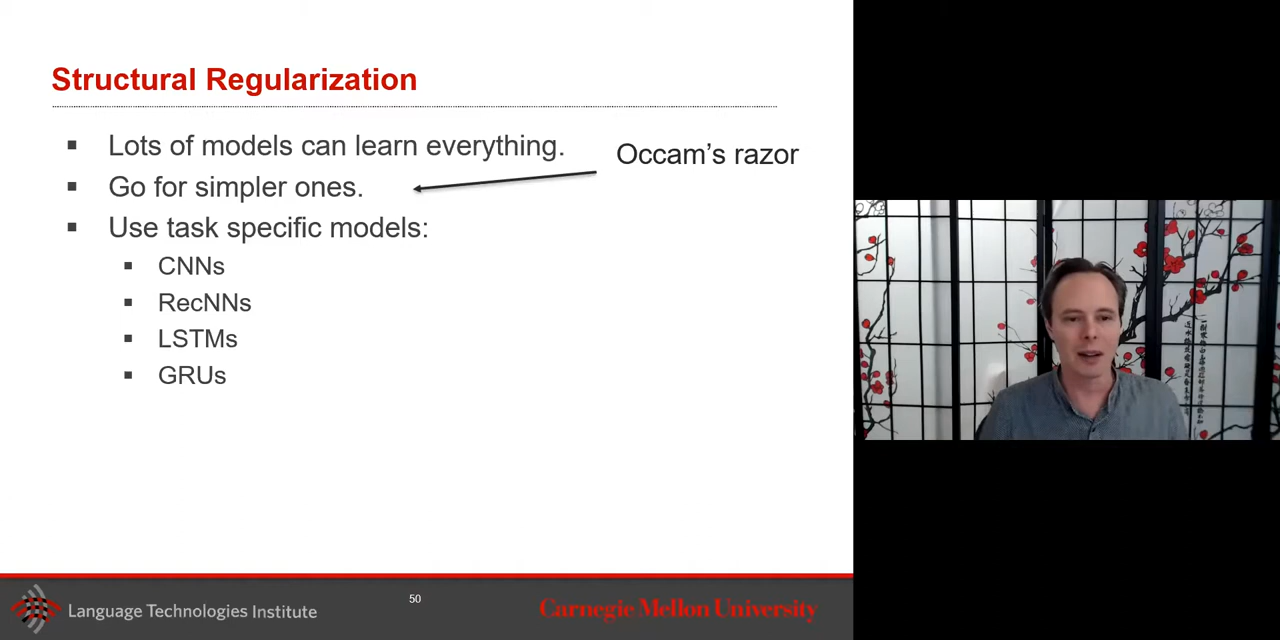 Structural Regularization
Lots of models can learn everything.
Occam's razor
Go for simpler ones.
Use task specific models:
CNNs
RecNNs
LSTMs
GRUs
Language Technologies Institute
50
Carnegie Mellon University